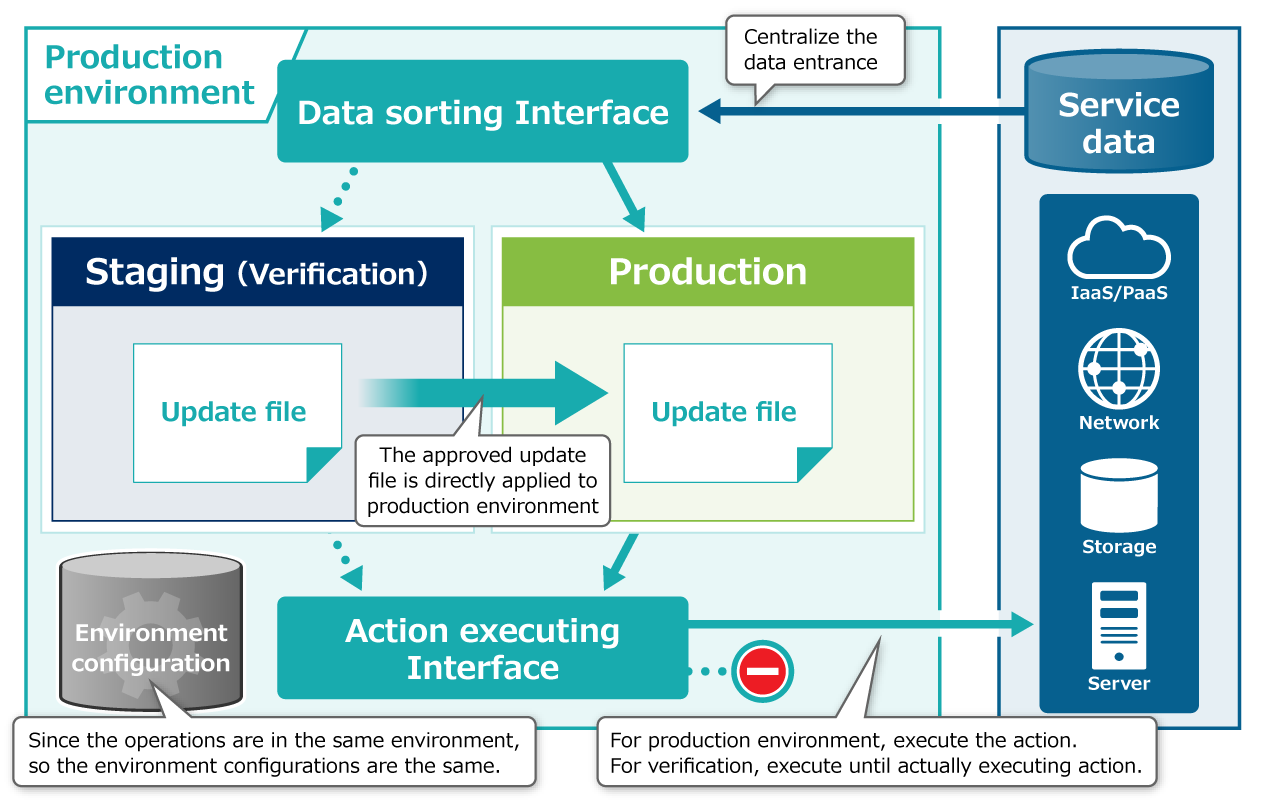 Production
environment
Centralize the
data entrance
Data sorting Interface
Service
data
Staging (Verification)
Production
IaaS/PaaS
Update file
Update file
Network
The approved update
file is directly applied to
production environment
Storage
Environment
configuration
Action executing
Interface
Server
Since the operations are in the same environment,
so the environment configurations are the same.
For production environment, execute the action.
For verification, execute until actually executing action.